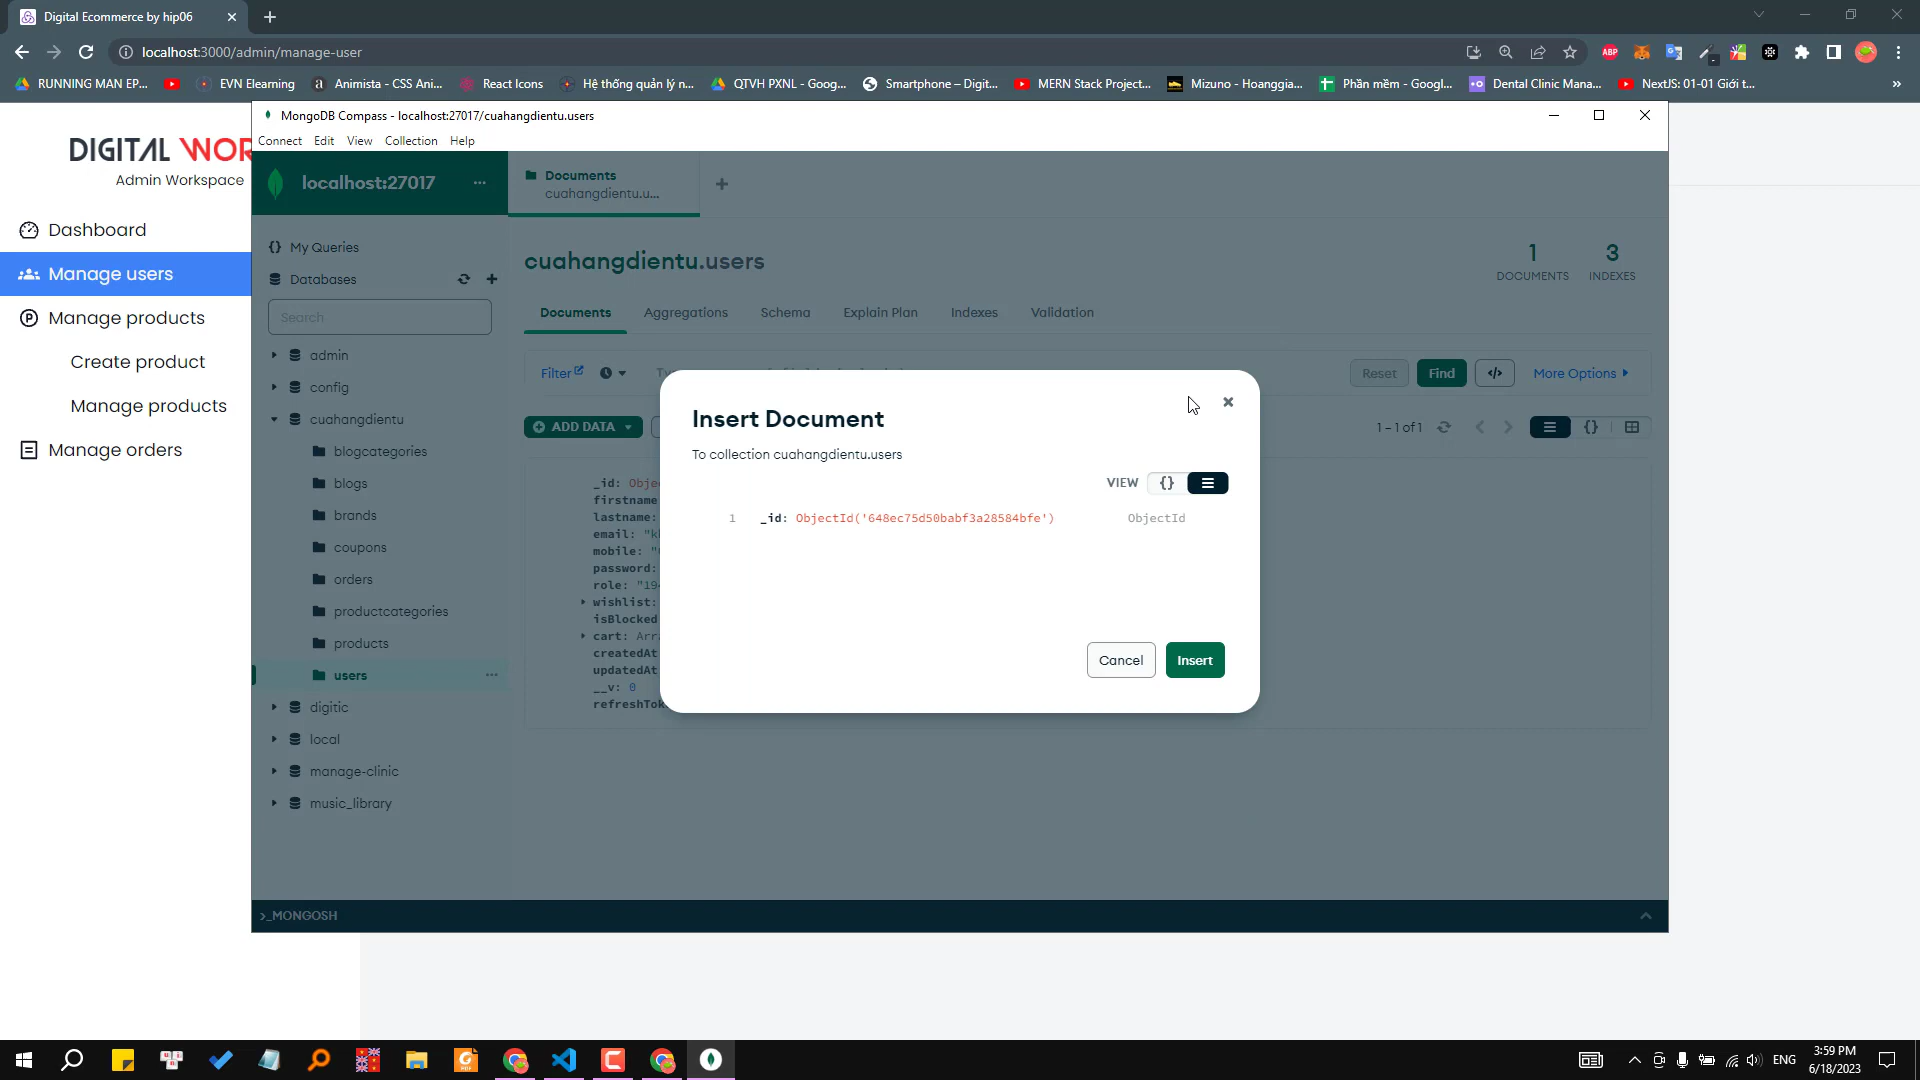 Digital Ecommerce by hip06
localhost:3000/admin/manage-user
RUNNING MAN EP...
EVN Elearning
Animista - CSS Ani...
React Icons
Hệ thống quản lý n...
QTVH PXNL - Goog...
Smartphone – Digit...
MERN Stack Project...
Mizuno - Hoanggia...
Phần mềm - Googl...
Dental Clinic Mana...
NextJS: 01-01 Giới t...
»
DIGITAL WOR
Admin Workspace
Dashboard
Manage users
Manage products
Create product
Manage products
Manage orders
MongoDB Compass - localhost:27017/cuahangdientu.users
Connect Edit View Collection Help
localhost:27017
...
Documents
cuahangdientu.u...
My Queries
Databases
Search
admin
config
cuahangdientu
blogcategories
blogs
brands
coupons
orders
productcategories
products
users
...
digitic
local
manage-clinic
music_library
cuahangdientu.users
1
DOCUMENTS
3
INDEXES
Documents Aggregations Schema Explain Plan Indexes Validation
Filter
Reset Find </> More Options
ADD DATA
1 – 1 of 1
{}
_id: Obje
firstname
lastname:
email: "k
mobile: "
password:
role: "19
wishlist:
isBlocked
cart: Arr
createdAt
updatedAt
__v: 0
refreshTok
Insert Document
To collection cuahangdientu.users
VIEW {}
1 _id: ObjectId('648ec75d50babf3a28584bfe') ObjectId
Cancel Insert
>_MONGOSH
ABP
ENG
3:59 PM
6/18/2023